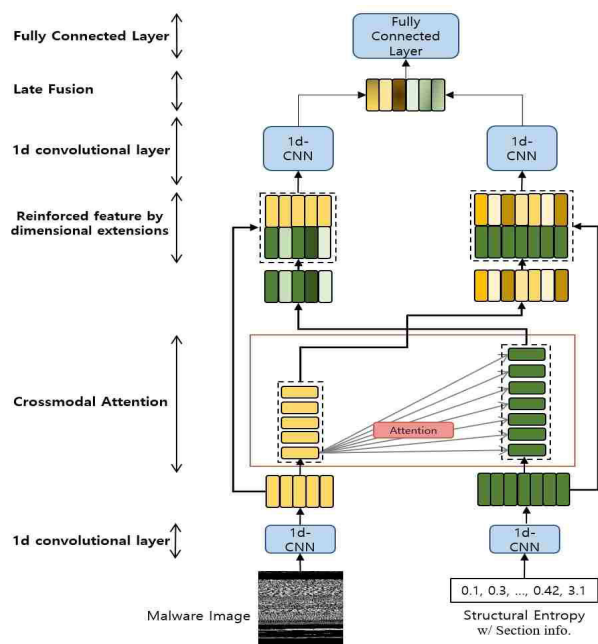 Fully Connected Layer
Fully
Connected
Layer
Late Fusion
1d convolutional layer
1d-
CNN
1d-
CNN
Reinforced feature by
dimensional extensions
Crossmodal Attention
Attention
1d convolutional layer
1d-
CNN
1d-
CNN
Malware Image
0.1, 0.3, ..., 0.42, 3.1
Structural Entropy
w/ Section info.